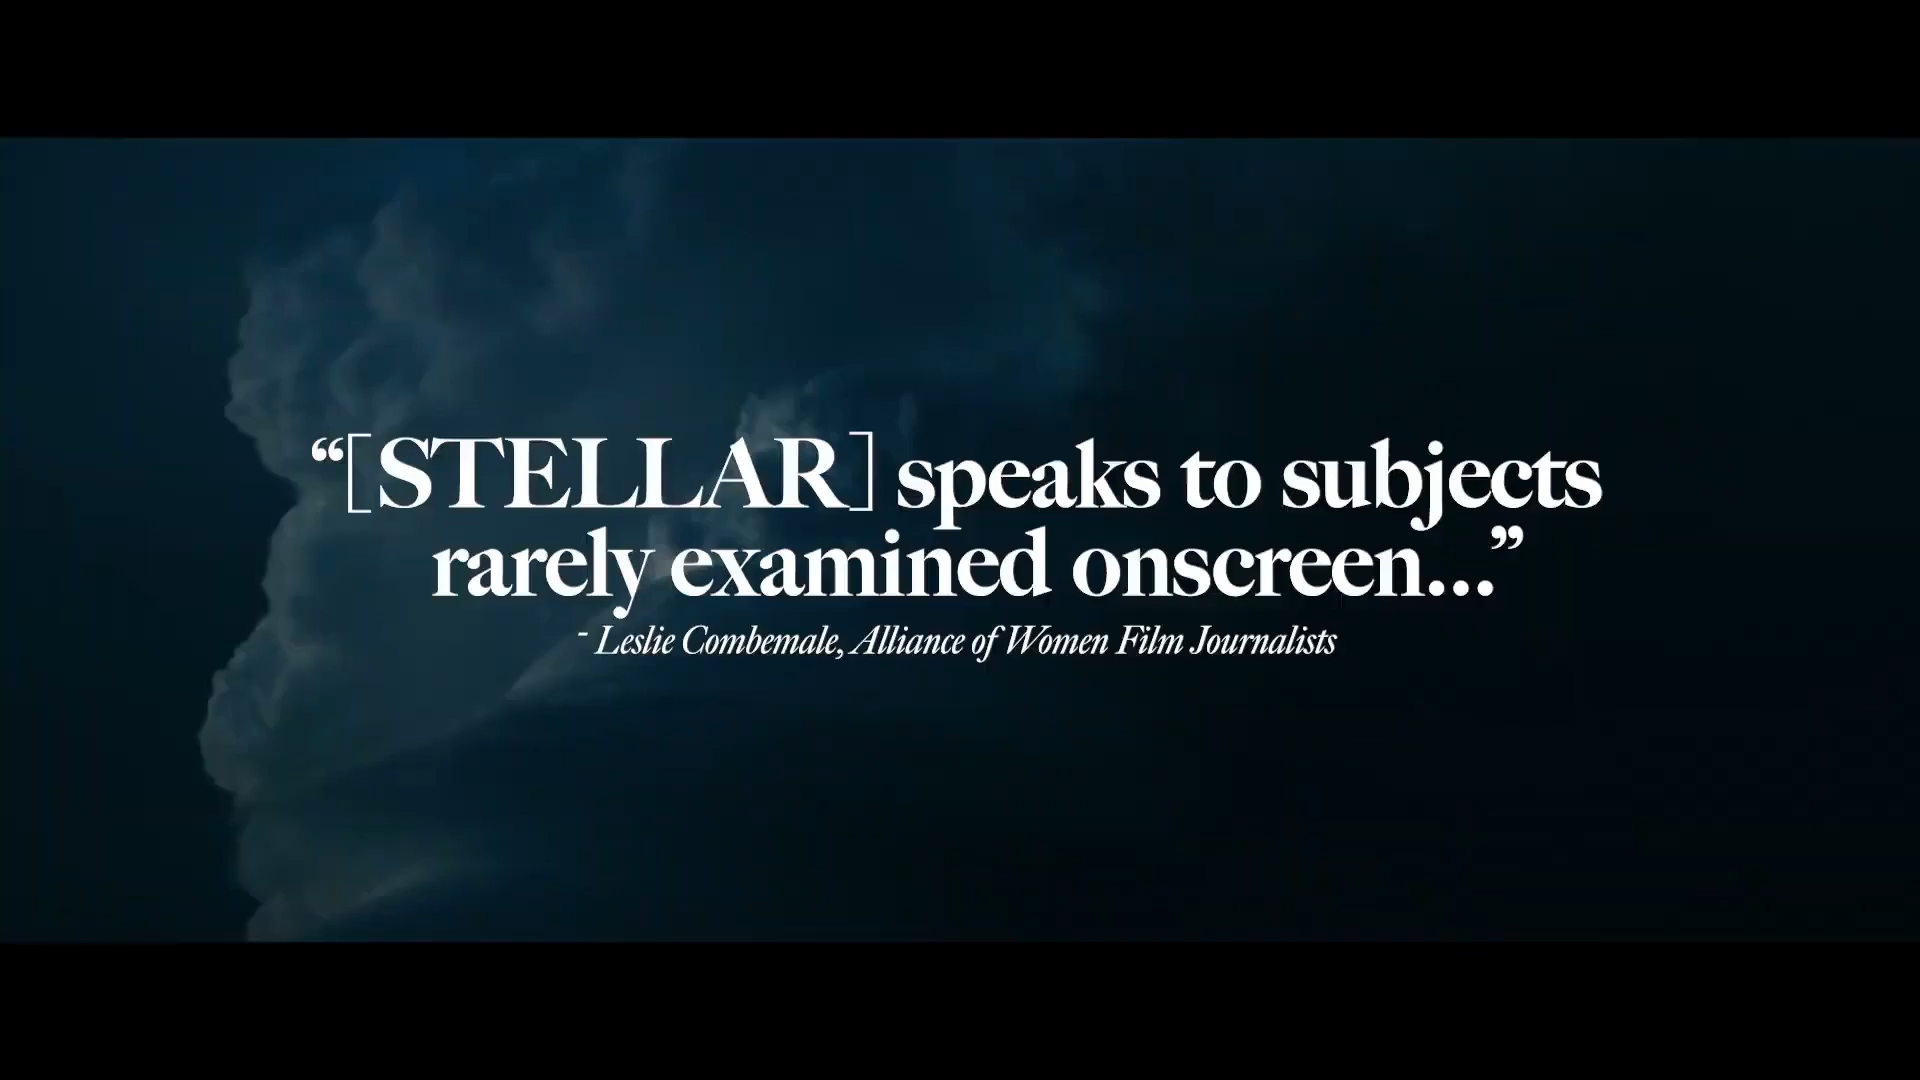 “[STELLAR] speaks to subjects
rarely examined onscreen...”
- Leslie Combemale, Alliance of Women Film Journalists